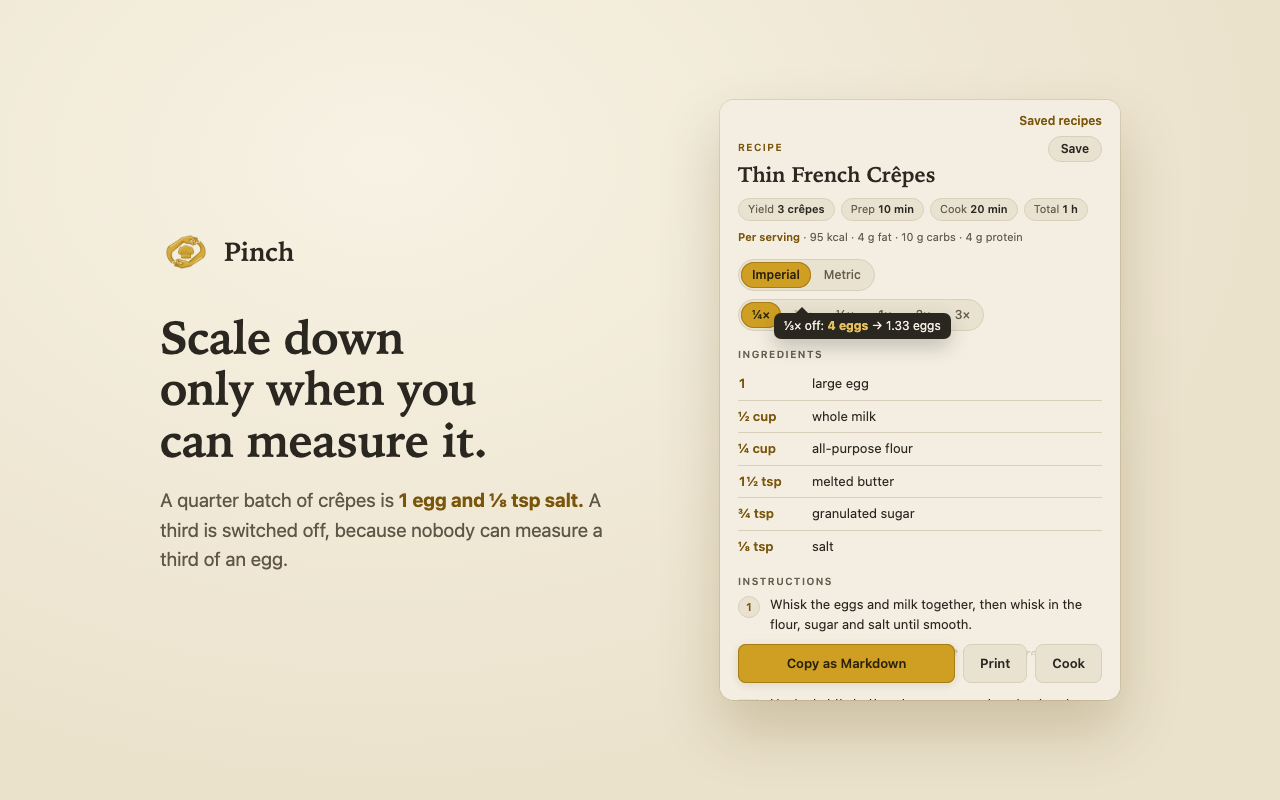 Pinch
Scale down
only when you
can measure it.
A quarter batch of crêpes is 1 egg and ⅛ tsp salt. A
third is switched off, because nobody can measure a
third of an egg.
Saved recipes
RECIPE
Save
Thin French Crêpes
Yield 3 crêpes
Prep 10 min
Cook 20 min
Total 1 h
Per serving · 95 kcal · 4 g fat · 10 g carbs · 4 g protein
Imperial
Metric
¼×
3×
⅓× off: 4 eggs → 1.33 eggs
INGREDIENTS
1 large egg
½ cup whole milk
¼ cup all-purpose flour
1½ tsp melted butter
¾ tsp granulated sugar
⅛ tsp salt
INSTRUCTIONS
1 Whisk the eggs and milk together, then whisk in the
flour, sugar and salt until smooth.
Copy as Markdown
Print
Cook